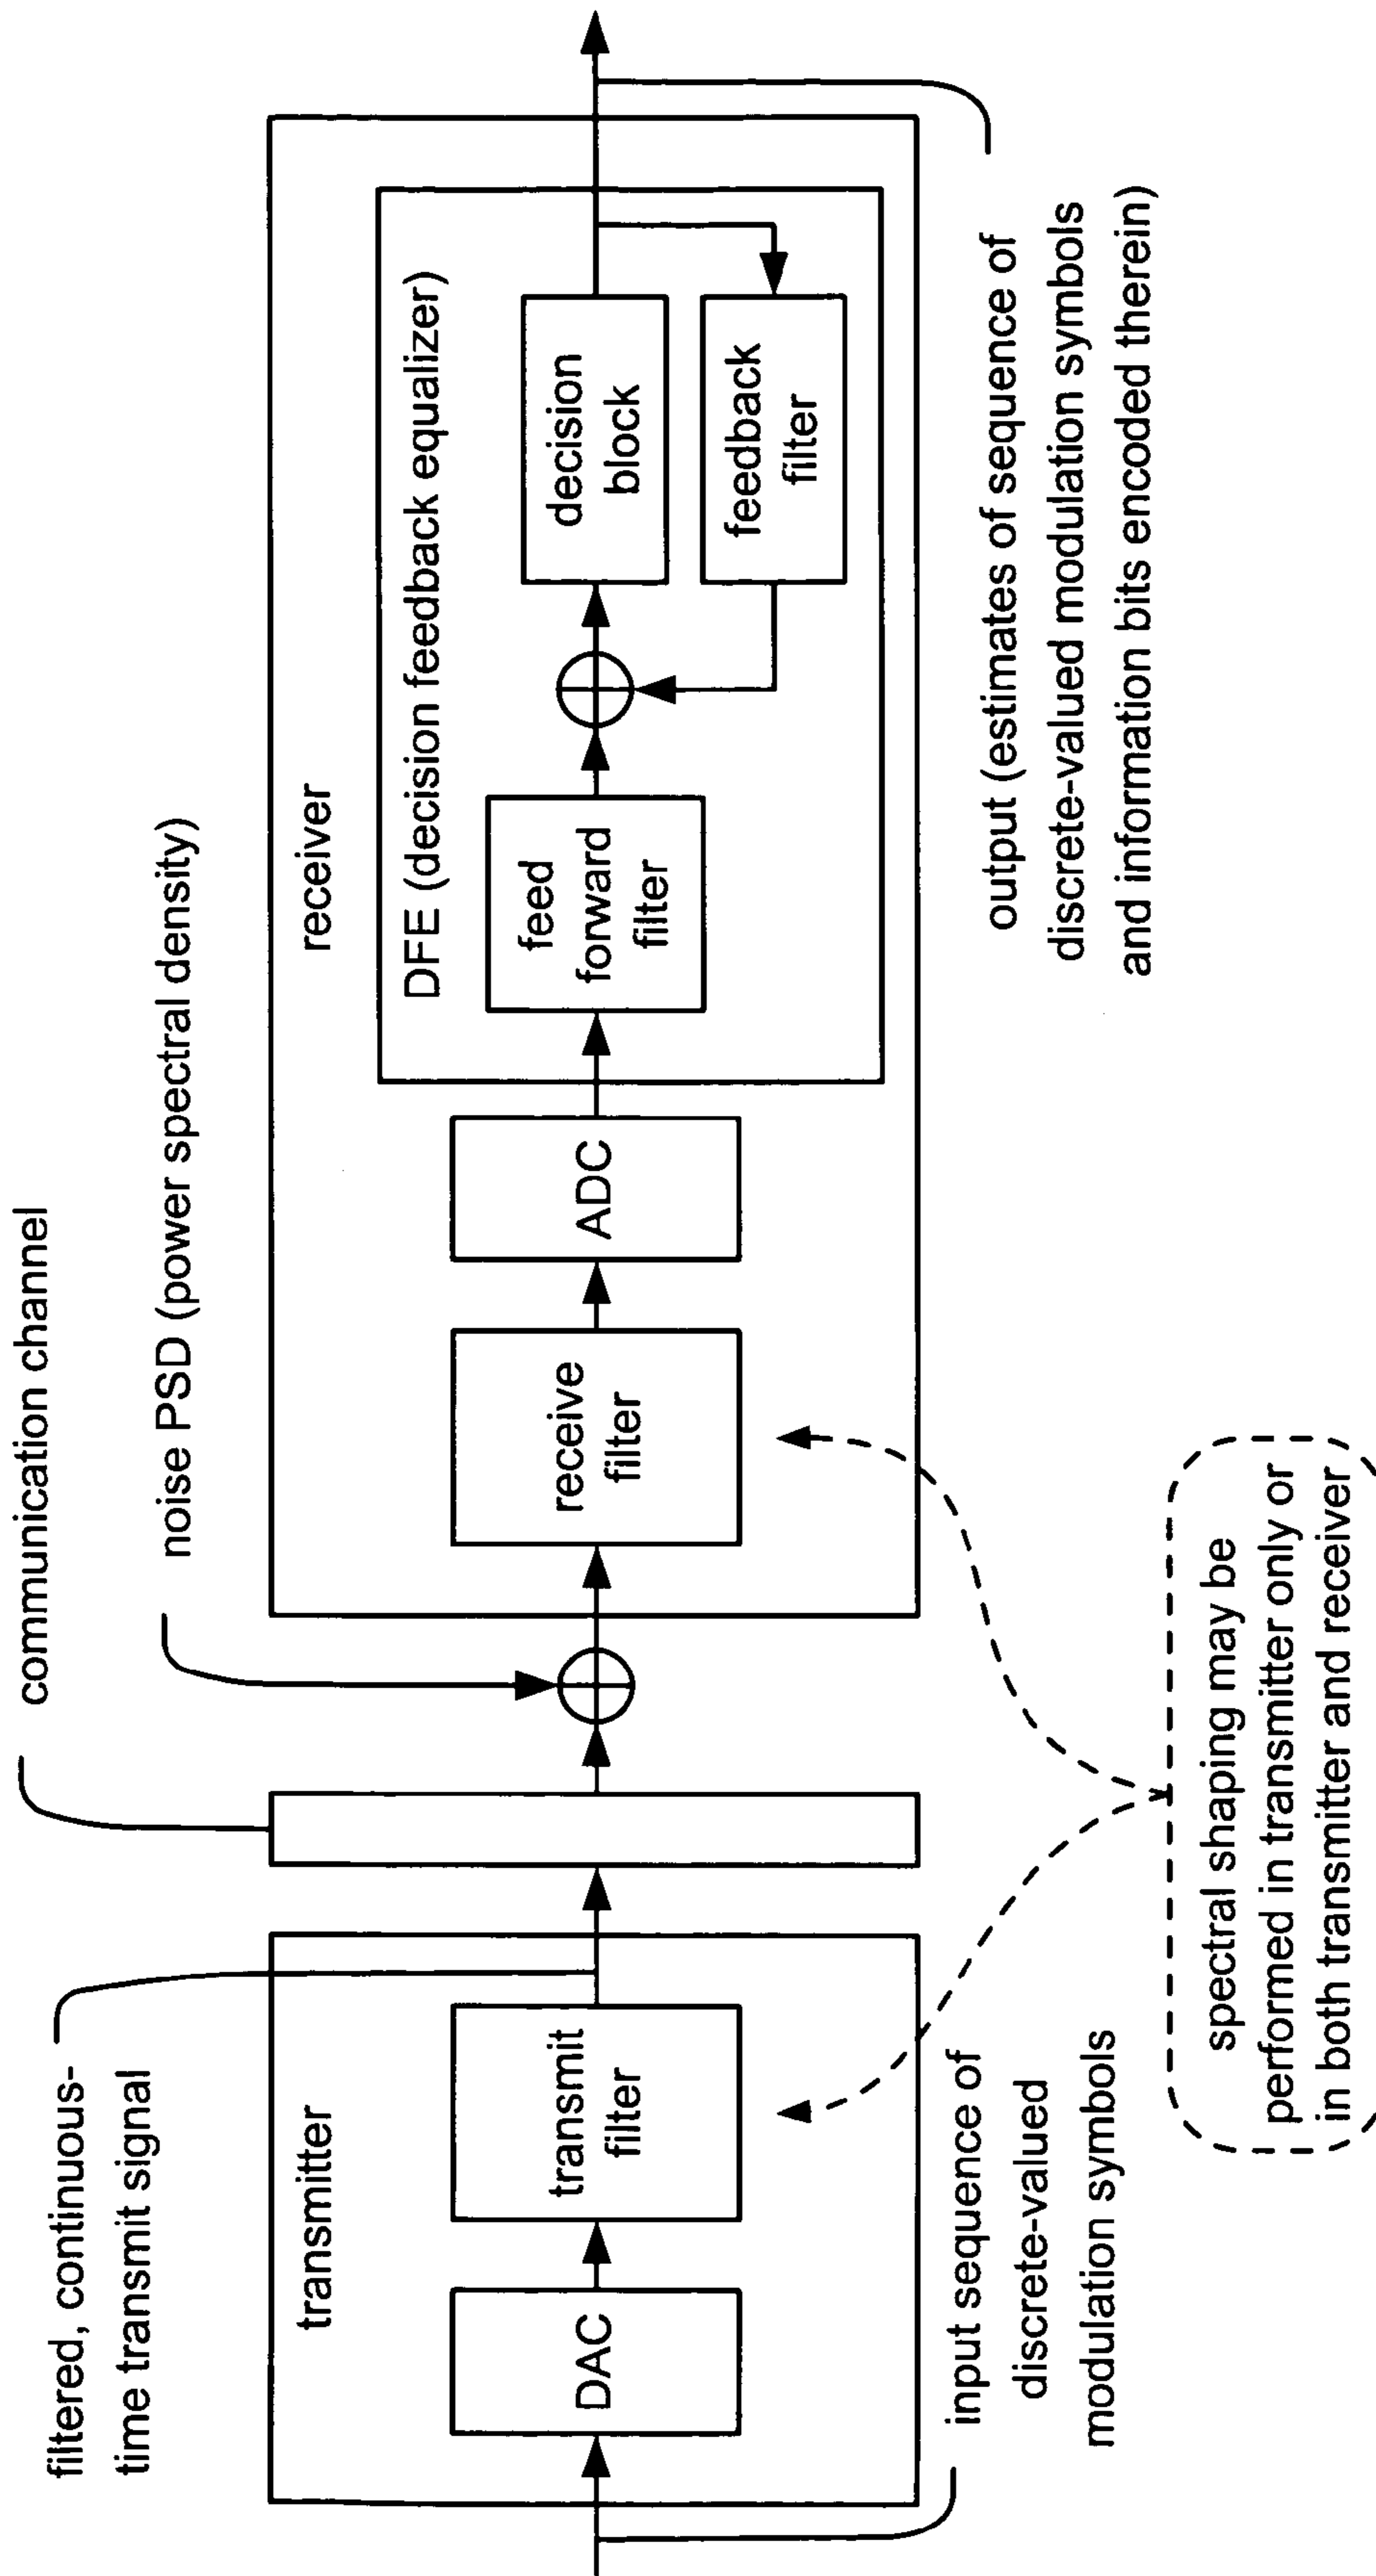 filtered, continuous-
time transmit signal
communication channel
noise PSD (power spectral density)
transmitter
DAC
transmit
filter
receiver
receive
filter
ADC
DFE (decision feedback equalizer)
feed
forward
filter
decision
block
feedback
filter
input sequence of
discrete-valued
modulation symbols
output (estimates of sequence of
discrete-valued modulation symbols
and information bits encoded therein)
spectral shaping may be
performed in transmitter only or
in both transmitter and receiver